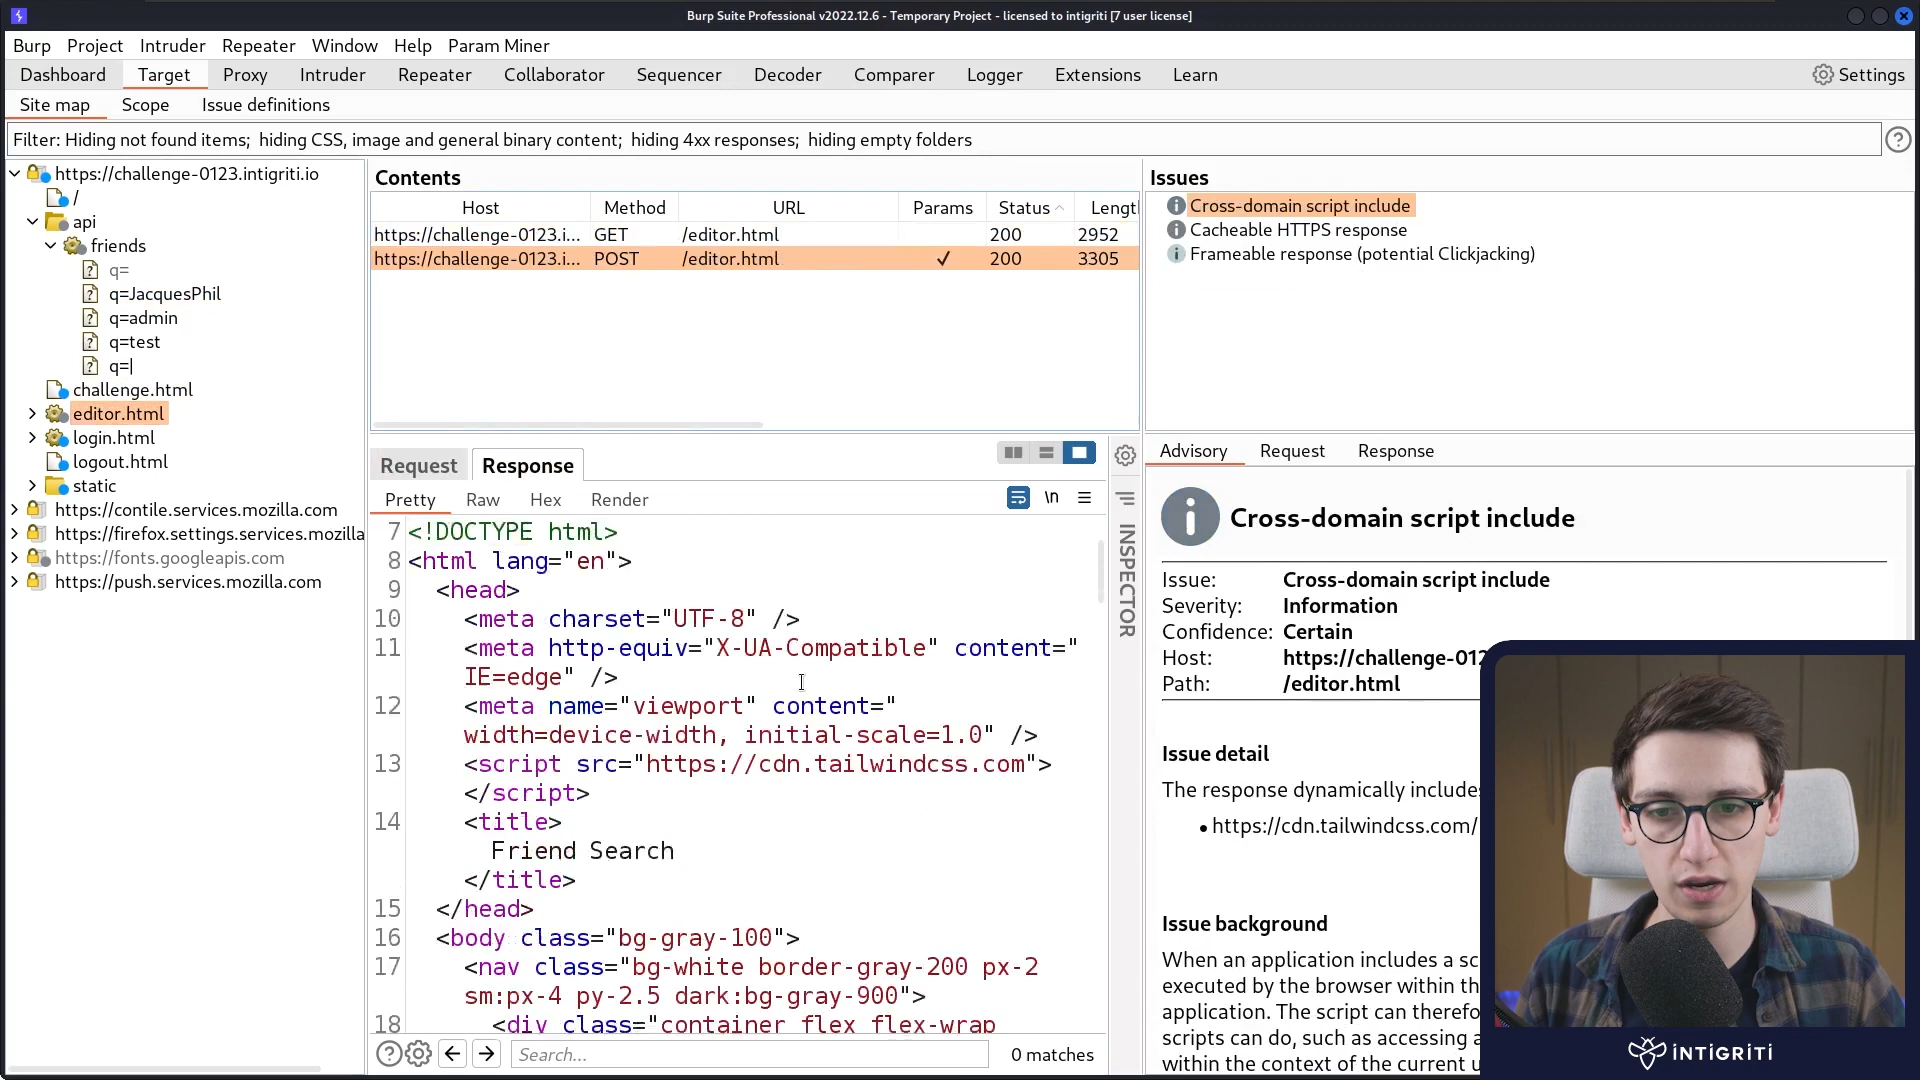 Burp Suite Professional v2022.12.6 - Temporary Project - licensed to intigriti [7 user license]
Burp Project Intruder Repeater Window Help Param Miner
Dashboard Target Proxy Intruder Repeater Collaborator Sequencer Decoder Comparer Logger Extensions Learn Settings
Site map Scope Issue definitions
Filter: Hiding not found items; hiding CSS, image and general binary content; hiding 4xx responses; hiding empty folders
https://challenge-0123.intigriti.io
/
api
friends
q=
q=JacquesPhil
q=admin
q=test
q=|
challenge.html
editor.html
login.html
logout.html
static
https://contile.services.mozilla.com
https://firefox.settings.services.mozilla
https://fonts.googleapis.com
https://push.services.mozilla.com
Contents
Host Method URL Params Status Lengt
https://challenge-0123.i... GET /editor.html 200 2952
https://challenge-0123.i... POST /editor.html ✓ 200 3305
Request Response
Pretty Raw Hex Render \n
7 <!DOCTYPE html>
8 <html lang="en">
9 <head>
10 <meta charset="UTF-8" />
11 <meta http-equiv="X-UA-Compatible" content="
IE=edge" />
12 <meta name="viewport" content="
width=device-width, initial-scale=1.0" />
13 <script src="https://cdn.tailwindcss.com">
</script>
14 <title>
Friend Search
</title>
15 </head>
16 <body class="bg-gray-100">
17 <nav class="bg-white border-gray-200 px-2
sm:px-4 py-2.5 dark:bg-gray-900">
18 <div class="container flex flex-wrap
Search...
0 matches
INSPECTOR
Issues
Cross-domain script include
Cacheable HTTPS response
Frameable response (potential Clickjacking)
Advisory Request Response
Cross-domain script include
Issue: Cross-domain script include
Severity: Information
Confidence: Certain
Host: https://challenge-012
Path: /editor.html
Issue detail
The response dynamically includes
https://cdn.tailwindcss.com/
Issue background
When an application includes a sc
executed by the browser within th
application. The script can therefo
scripts can do, such as accessing a
within the context of the current u
INTIGRITI